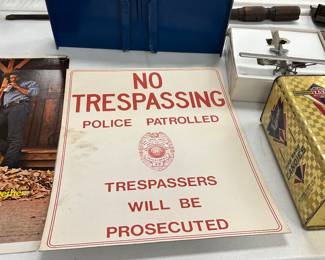 NO
TRESPASSING
POLICE PATROLLED
TRESPASSERS
WILL BE
PROSECUTED